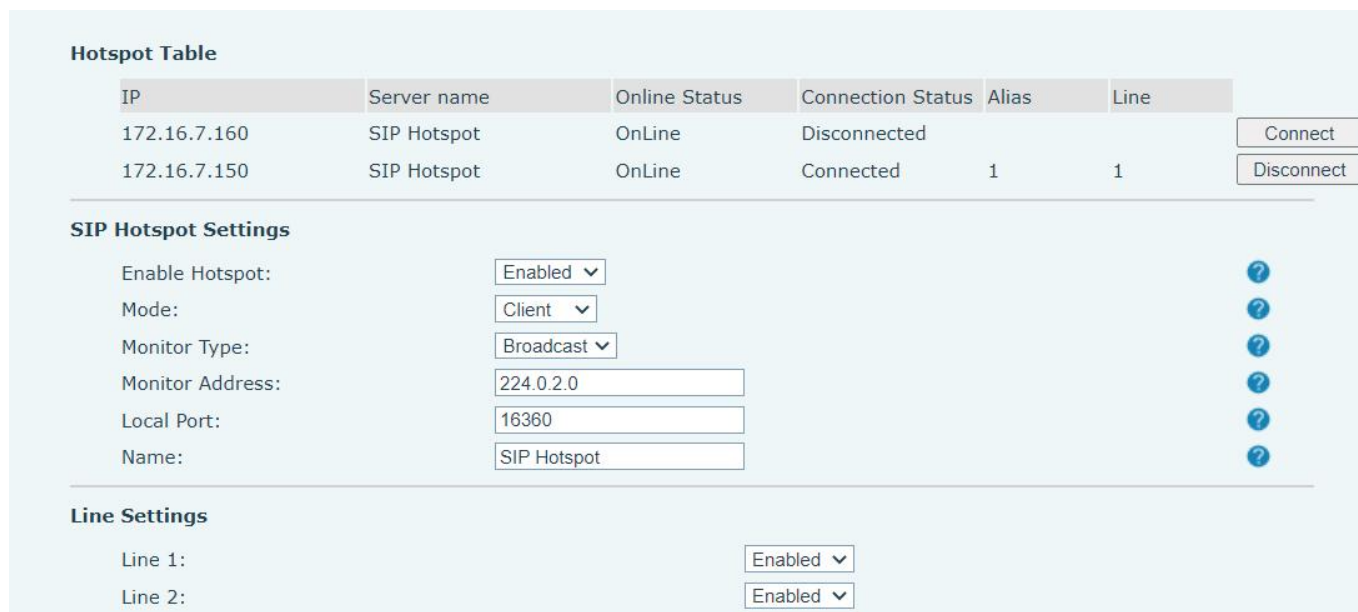 Hotspot Table
IP Server name Online Status Connection Status Alias Line
172.16.7.160 SIP Hotspot OnLine Disconnected Connect
172.16.7.150 SIP Hotspot OnLine Connected 1 1 Disconnect
SIP Hotspot Settings
Enable Hotspot: Enabled ?
Mode: Client ?
Monitor Type: Broadcast ?
Monitor Address: 224.0.2.0 ?
Local Port: 16360 ?
Name: SIP Hotspot ?
Line Settings
Line 1: Enabled
Line 2: Enabled